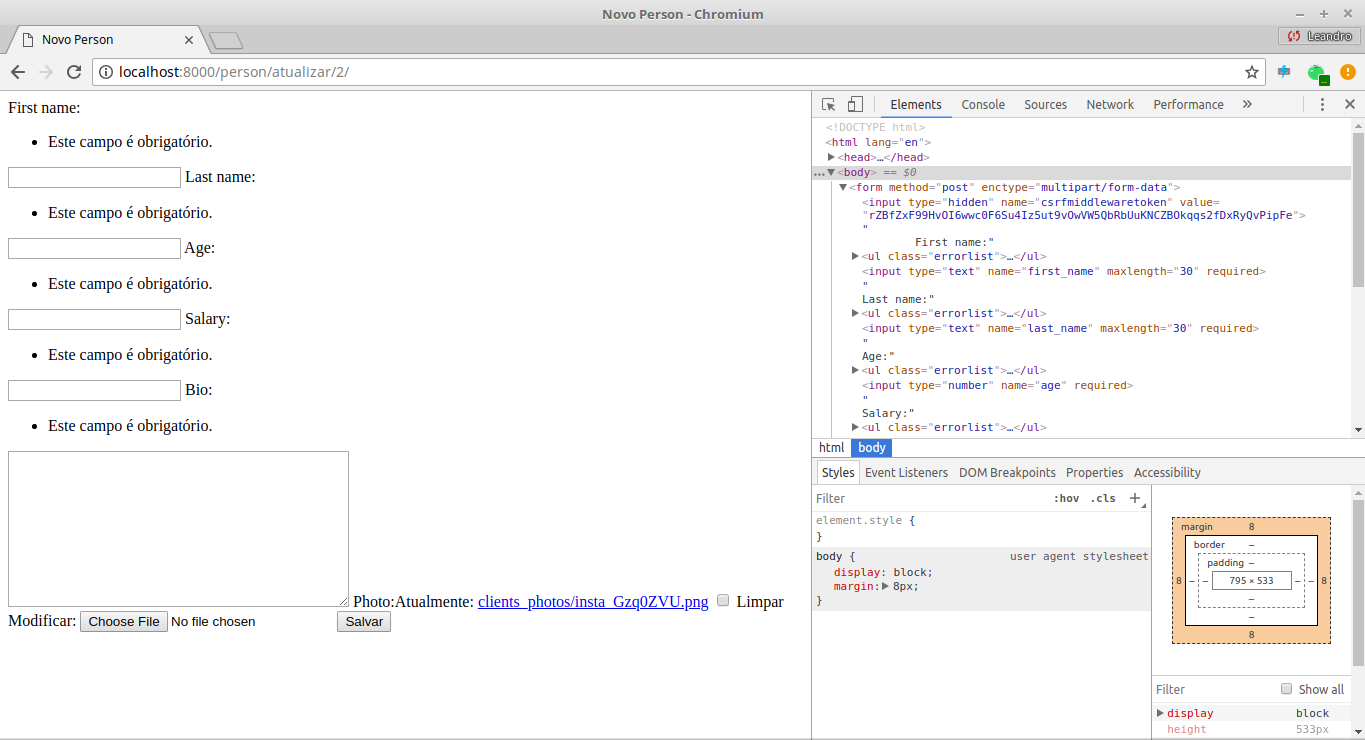 Novo Person - Chromium
Novo Person
Leandro
localhost:8000/person/atualizar/2/
First name:
Este campo é obrigatório.
Last name:
Este campo é obrigatório.
Age:
Este campo é obrigatório.
Salary:
Este campo é obrigatório.
Bio:
Este campo é obrigatório.
Photo:Atualmente: clients_photos/insta_Gzq0ZVU.png Limpar
Modificar: Choose File No file chosen Salvar
Elements Console Sources Network Performance »
<!DOCTYPE html>
<html lang="en">
<head>…</head>
…<body> == $0
<form method="post" enctype="multipart/form-data">
<input type="hidden" name="csrfmiddlewaretoken" value=
"rZBfZxF99HvOI6wwc0F6Su4Iz5ut9vOwVW5QbRbUuKNCZBOkqqs2fDxRyQvPipFe">
"
First name:"
<ul class="errorlist">…</ul>
<input type="text" name="first_name" maxlength="30" required>
"
Last name:"
<ul class="errorlist">…</ul>
<input type="text" name="last_name" maxlength="30" required>
"
Age:"
<ul class="errorlist">…</ul>
<input type="number" name="age" required>
"
Salary:"
<ul class="errorlist">…</ul>
html body
Styles Event Listeners DOM Breakpoints Properties Accessibility
Filter :hov .cls +
element.style {
}
body { user agent stylesheet
display: block;
margin: 8px;
}
margin 8
border –
padding –
8 – – 795 × 533 – – 8
–
–
8
Filter Show all
display block
height 533px